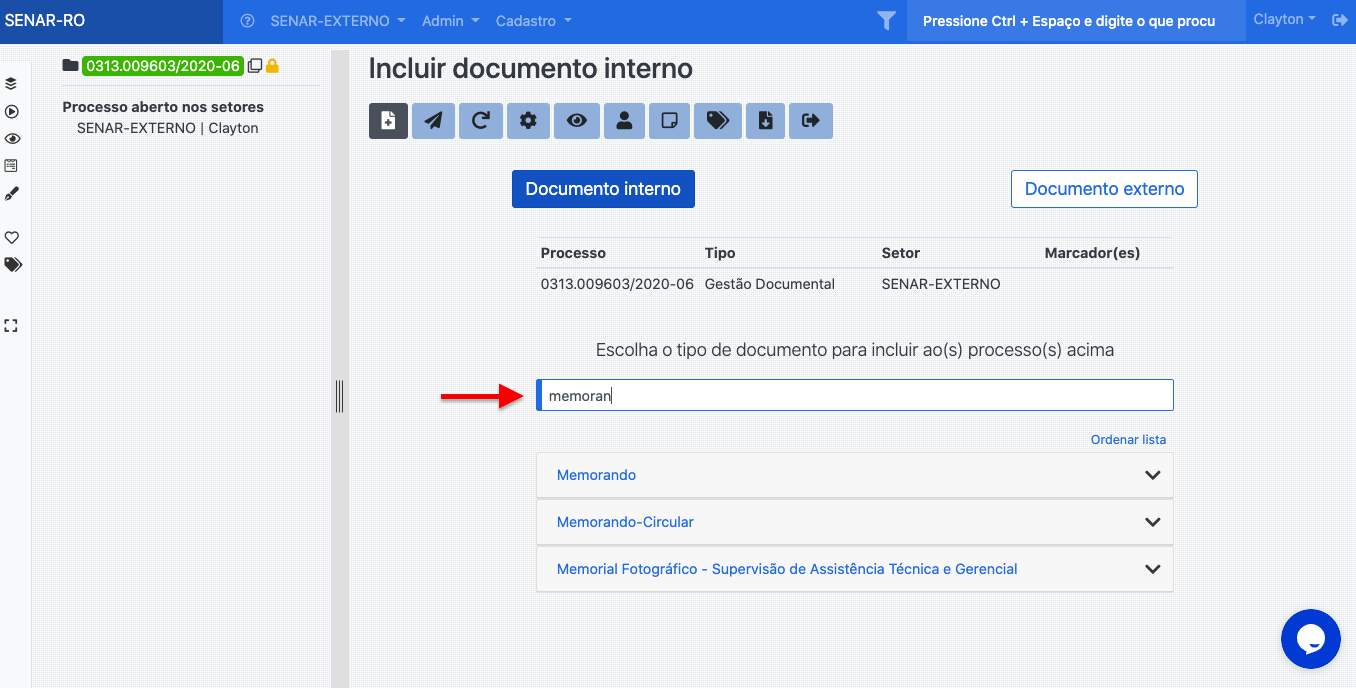 SENAR-RO
SENAR-EXTERNO
Admin
Cadastro
Pressione Ctrl + Espaço e digite o que procu
Clayton
0313.009603/2020-06
Processo aberto nos setores
SENAR-EXTERNO | Clayton
Incluir documento interno
Documento interno
Documento externo
Processo Tipo Setor Marcador(es)
0313.009603/2020-06 Gestão Documental SENAR-EXTERNO
Escolha o tipo de documento para incluir ao(s) processo(s) acima
memoran
Ordenar lista
Memorando
Memorando-Circular
Memorial Fotográfico - Supervisão de Assistência Técnica e Gerencial